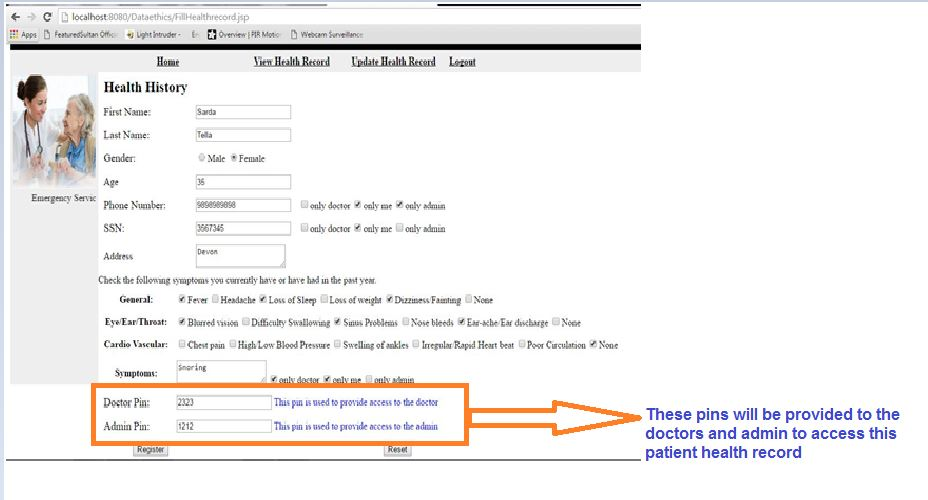 localhost:8080/Dataethics/FillHealthrecord.jsp
Apps FeaturedSultan Offic Light Intruder - En Overview | PIR Motion Webcam Surveillance
Home View Health Record Update Health Record Logout
Health History
First Name: Sarda
Last Name: Tella
Gender: Male Female
Age 35
Phone Number: 9898989898 only doctor only me only admin
SSN: 3567345 only doctor only me only admin
Emergency Servic
Address Devon
Check the following symptoms you currently have or have had in the past year.
General: Fever Headache Loss of Sleep Loss of weight Dizziness/Fainting None
Eye/Ear/Throat: Blurred vision Difficulty Swallowing Sinus Problems Nose bleeds Ear-ache/Ear discharge None
Cardio Vascular: Chest pain High/Low Blood Pressure Swelling of ankles Irregular/Rapid Heart beat Poor Circulation None
Symptoms: Snoring only doctor only me only admin
Doctor Pin: 2323 This pin is used to provide access to the doctor
Admin Pin: 1212 This pin is used to provide access to the admin
Register Reset
These pins will be provided to the
doctors and admin to access this
patient health record